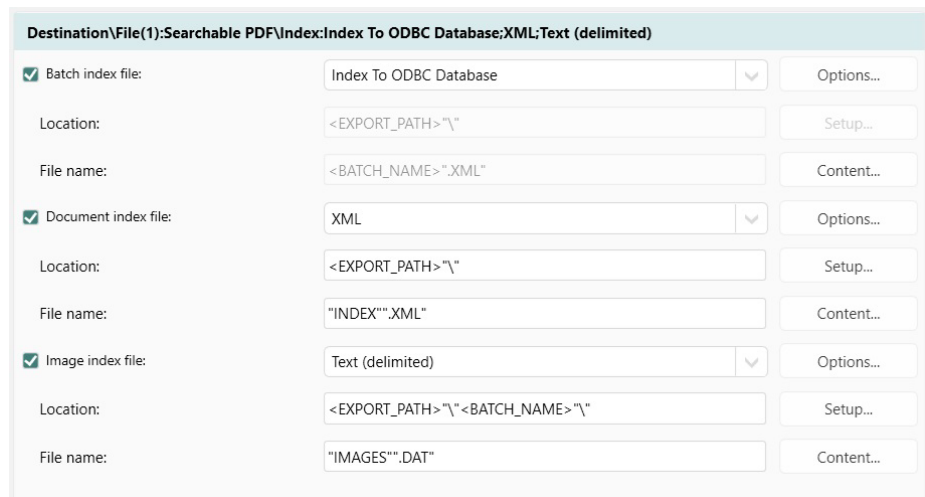 Destination\File(1):Searchable PDF\Index:Index To ODBC Database;XML;Text (delimited)
Batch index file: Index To ODBC Database Options...
Location: <EXPORT_PATH>"\" Setup...
File name: <BATCH_NAME>".XML" Content...
Document index file: XML Options...
Location: <EXPORT_PATH>"\" Setup...
File name: "INDEX"".XML" Content...
Image index file: Text (delimited) Options...
Location: <EXPORT_PATH>"\"<BATCH_NAME>"\" Setup...
File name: "IMAGES"".DAT" Content...